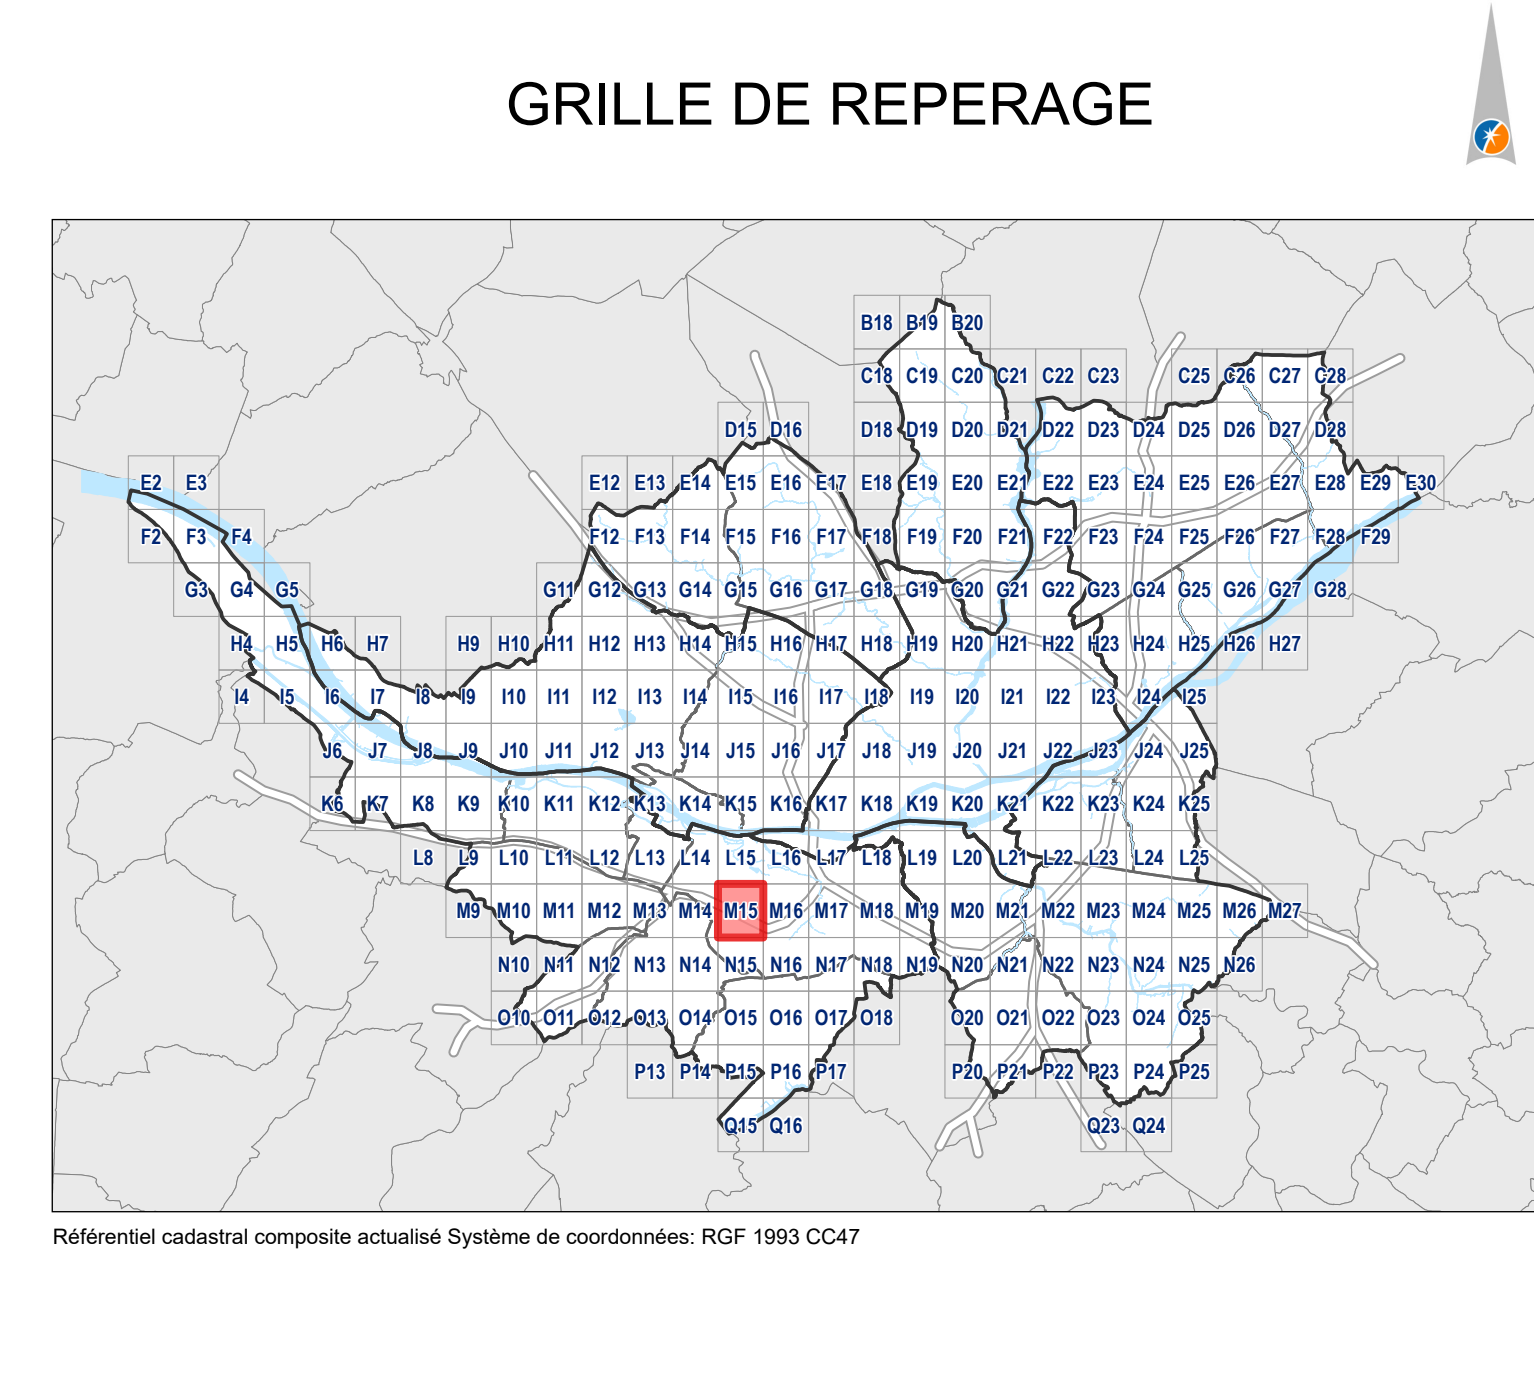 GRILLE DE REPERAGE
B18 B19 B20
C18 C19 C20 C21 C22 C23 C25 C26 C27 C28
D15 D16 D18 D19 D20 D21 D22 D23 D24 D25 D26 D27 D28
E2 E3 E12 E13 E14 E15 E16 E17 E18 E19 E20 E21 E22 E23 E24 E25 E26 E27 E28 E29 E30
F2 F3 F4 F12 F13 F14 F15 F16 F17 F18 F19 F20 F21 F22 F23 F24 F25 F26 F27 F28 F29
G3 G4 G5 G11 G12 G13 G14 G15 G16 G17 G18 G19 G20 G21 G22 G23 G24 G25 G26 G27 G28
H4 H5 H6 H7 H9 H10 H11 H12 H13 H14 H15 H16 H17 H18 H19 H20 H21 H22 H23 H24 H25 H26 H27
I4 I5 I6 I7 I8 I9 I10 I11 I12 I13 I14 I15 I16 I17 I18 I19 I20 I21 I22 I23 I24 I25
J6 J7 J8 J9 J10 J11 J12 J13 J14 J15 J16 J17 J18 J19 J20 J21 J22 J23 J24 J25
K6 K7 K8 K9 K10 K11 K12 K13 K14 K15 K16 K17 K18 K19 K20 K21 K22 K23 K24 K25
L8 L9 L10 L11 L12 L13 L14 L15 L16 L17 L18 L19 L20 L21 L22 L23 L24 L25
M9 M10 M11 M12 M13 M14 M15 M16 M17 M18 M19 M20 M21 M22 M23 M24 M25 M26 M27
N10 N11 N12 N13 N14 N15 N16 N17 N18 N19 N20 N21 N22 N23 N24 N25 N26
O10 O11 O12 O13 O14 O15 O16 O17 O18 O20 O21 O22 O23 O24 O25
P13 P14 P15 P16 P17 P20 P21 P22 P23 P24 P25
Q15 Q16 Q23 Q24
Référentiel cadastral composite actualisé Système de coordonnées: RGF 1993 CC47